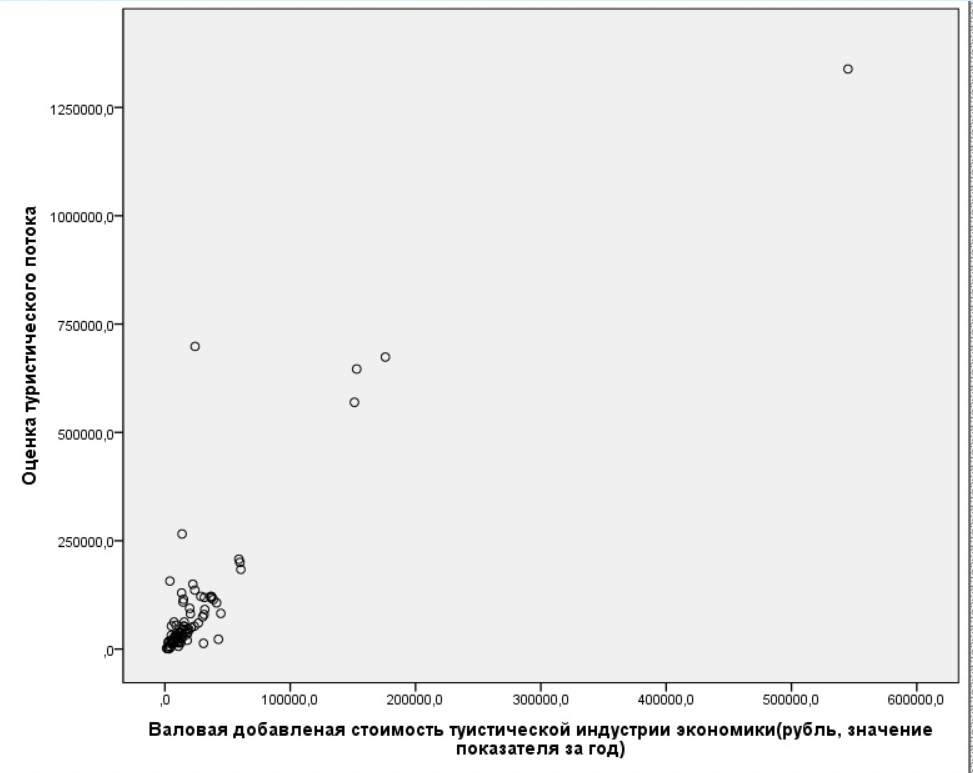 Оценка туристического потока
1250000,0
1000000,0
750000,0
500000,0
250000,0
,0
,0 100000,0 200000,0 300000,0 400000,0 500000,0 600000,0
Валовая добавленая стоимость туистической индустрии экономики(рубль, значение
показателя за год)